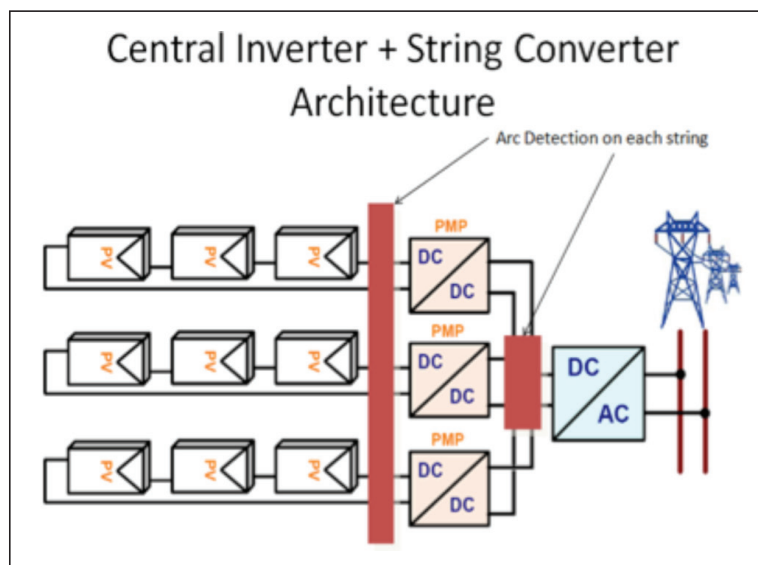 Central Inverter + String Converter
Architecture
Arc Detection on each string
PV PV PV
PMP
DC
DC
PV PV PV
PMP
DC
DC
DC
AC
PV PV PV
PMP
DC
DC